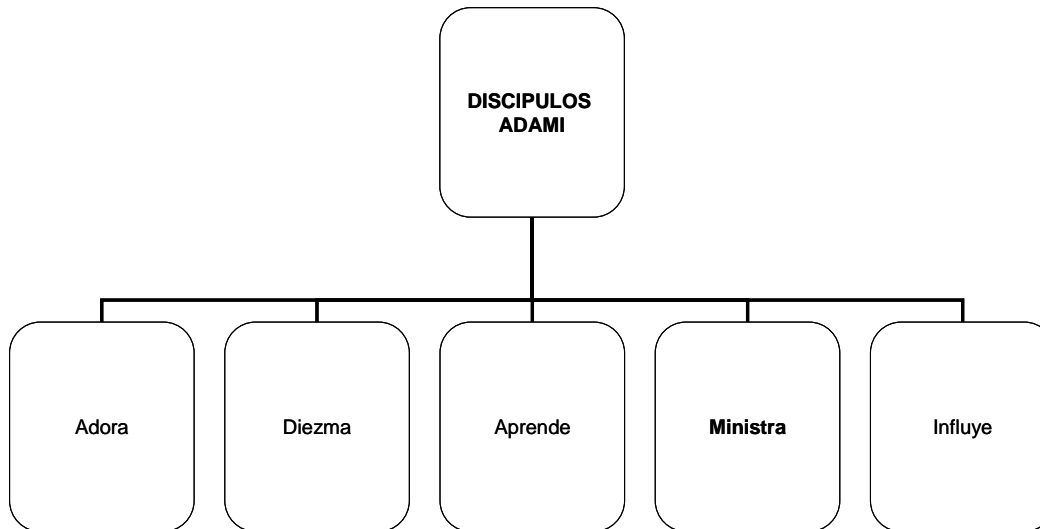 DISCIPULOS
ADAMI
Adora
Diezma
Aprende
Ministra
Influye